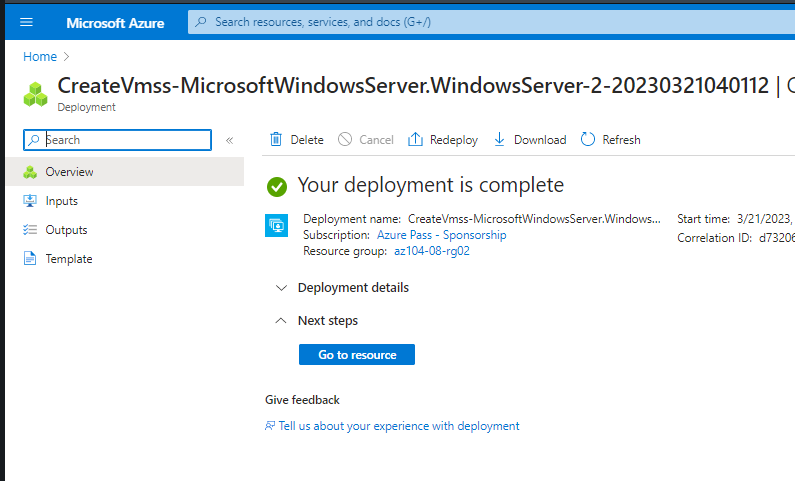 Microsoft Azure
Search resources, services, and docs (G+/)
Home
CreateVmss-MicrosoftWindowsServer.WindowsServer-2-20230321040112 |
Deployment
Search
«
Overview
Inputs
Outputs
Template
Delete Cancel Redeploy Download Refresh
Your deployment is complete
Deployment name: CreateVmss-MicrosoftWindowsServer.Windows... Start time: 3/21/2023,
Subscription: Azure Pass - Sponsorship Correlation ID: d7320
Resource group: az104-08-rg02
Deployment details
Next steps
Go to resource
Give feedback
Tell us about your experience with deployment